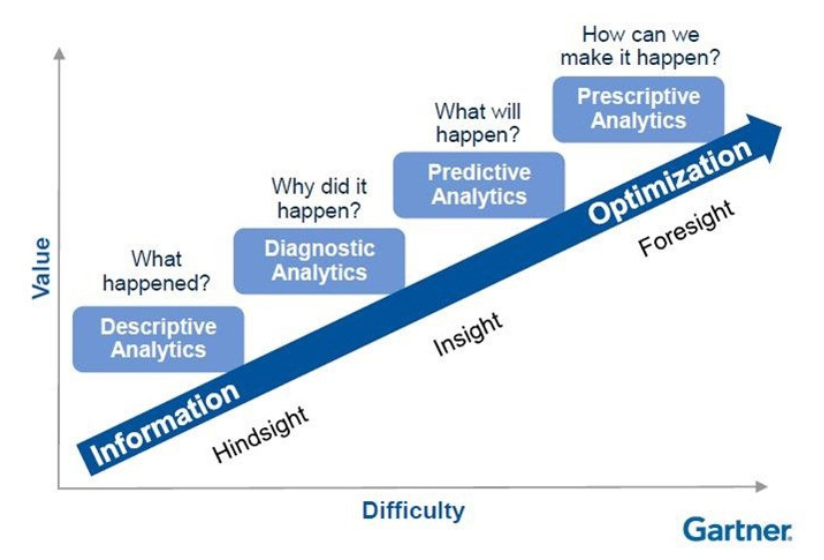 How can we
make it happen?
Prescriptive
Analytics
What will
happen?
Predictive
Analytics
Why did it
happen?
Diagnostic
Analytics
What
happened?
Descriptive
Analytics
Value
Information
Optimization
Hindsight
Insight
Foresight
Difficulty
Gartner.